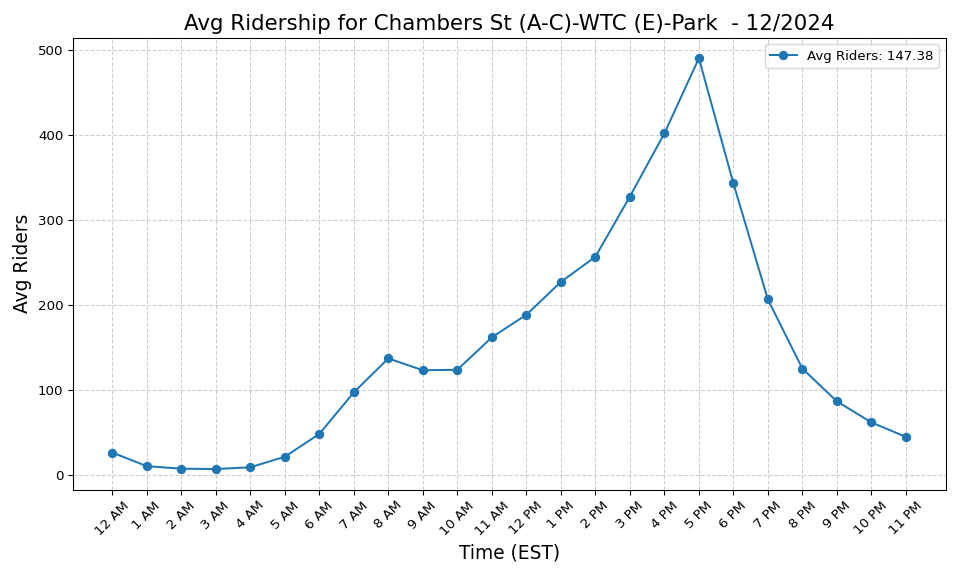 Avg Ridership for Chambers St (A-C)-WTC (E)-Park  - 12/2024
Avg Riders: 147.38
500
400
300
200
100
0
Avg Riders
12 AM
1 AM
2 AM
3 AM
4 AM
5 AM
6 AM
7 AM
8 AM
9 AM
10 AM
11 AM
12 PM
1 PM
2 PM
3 PM
4 PM
5 PM
6 PM
7 PM
8 PM
9 PM
10 PM
11 PM
Time (EST)